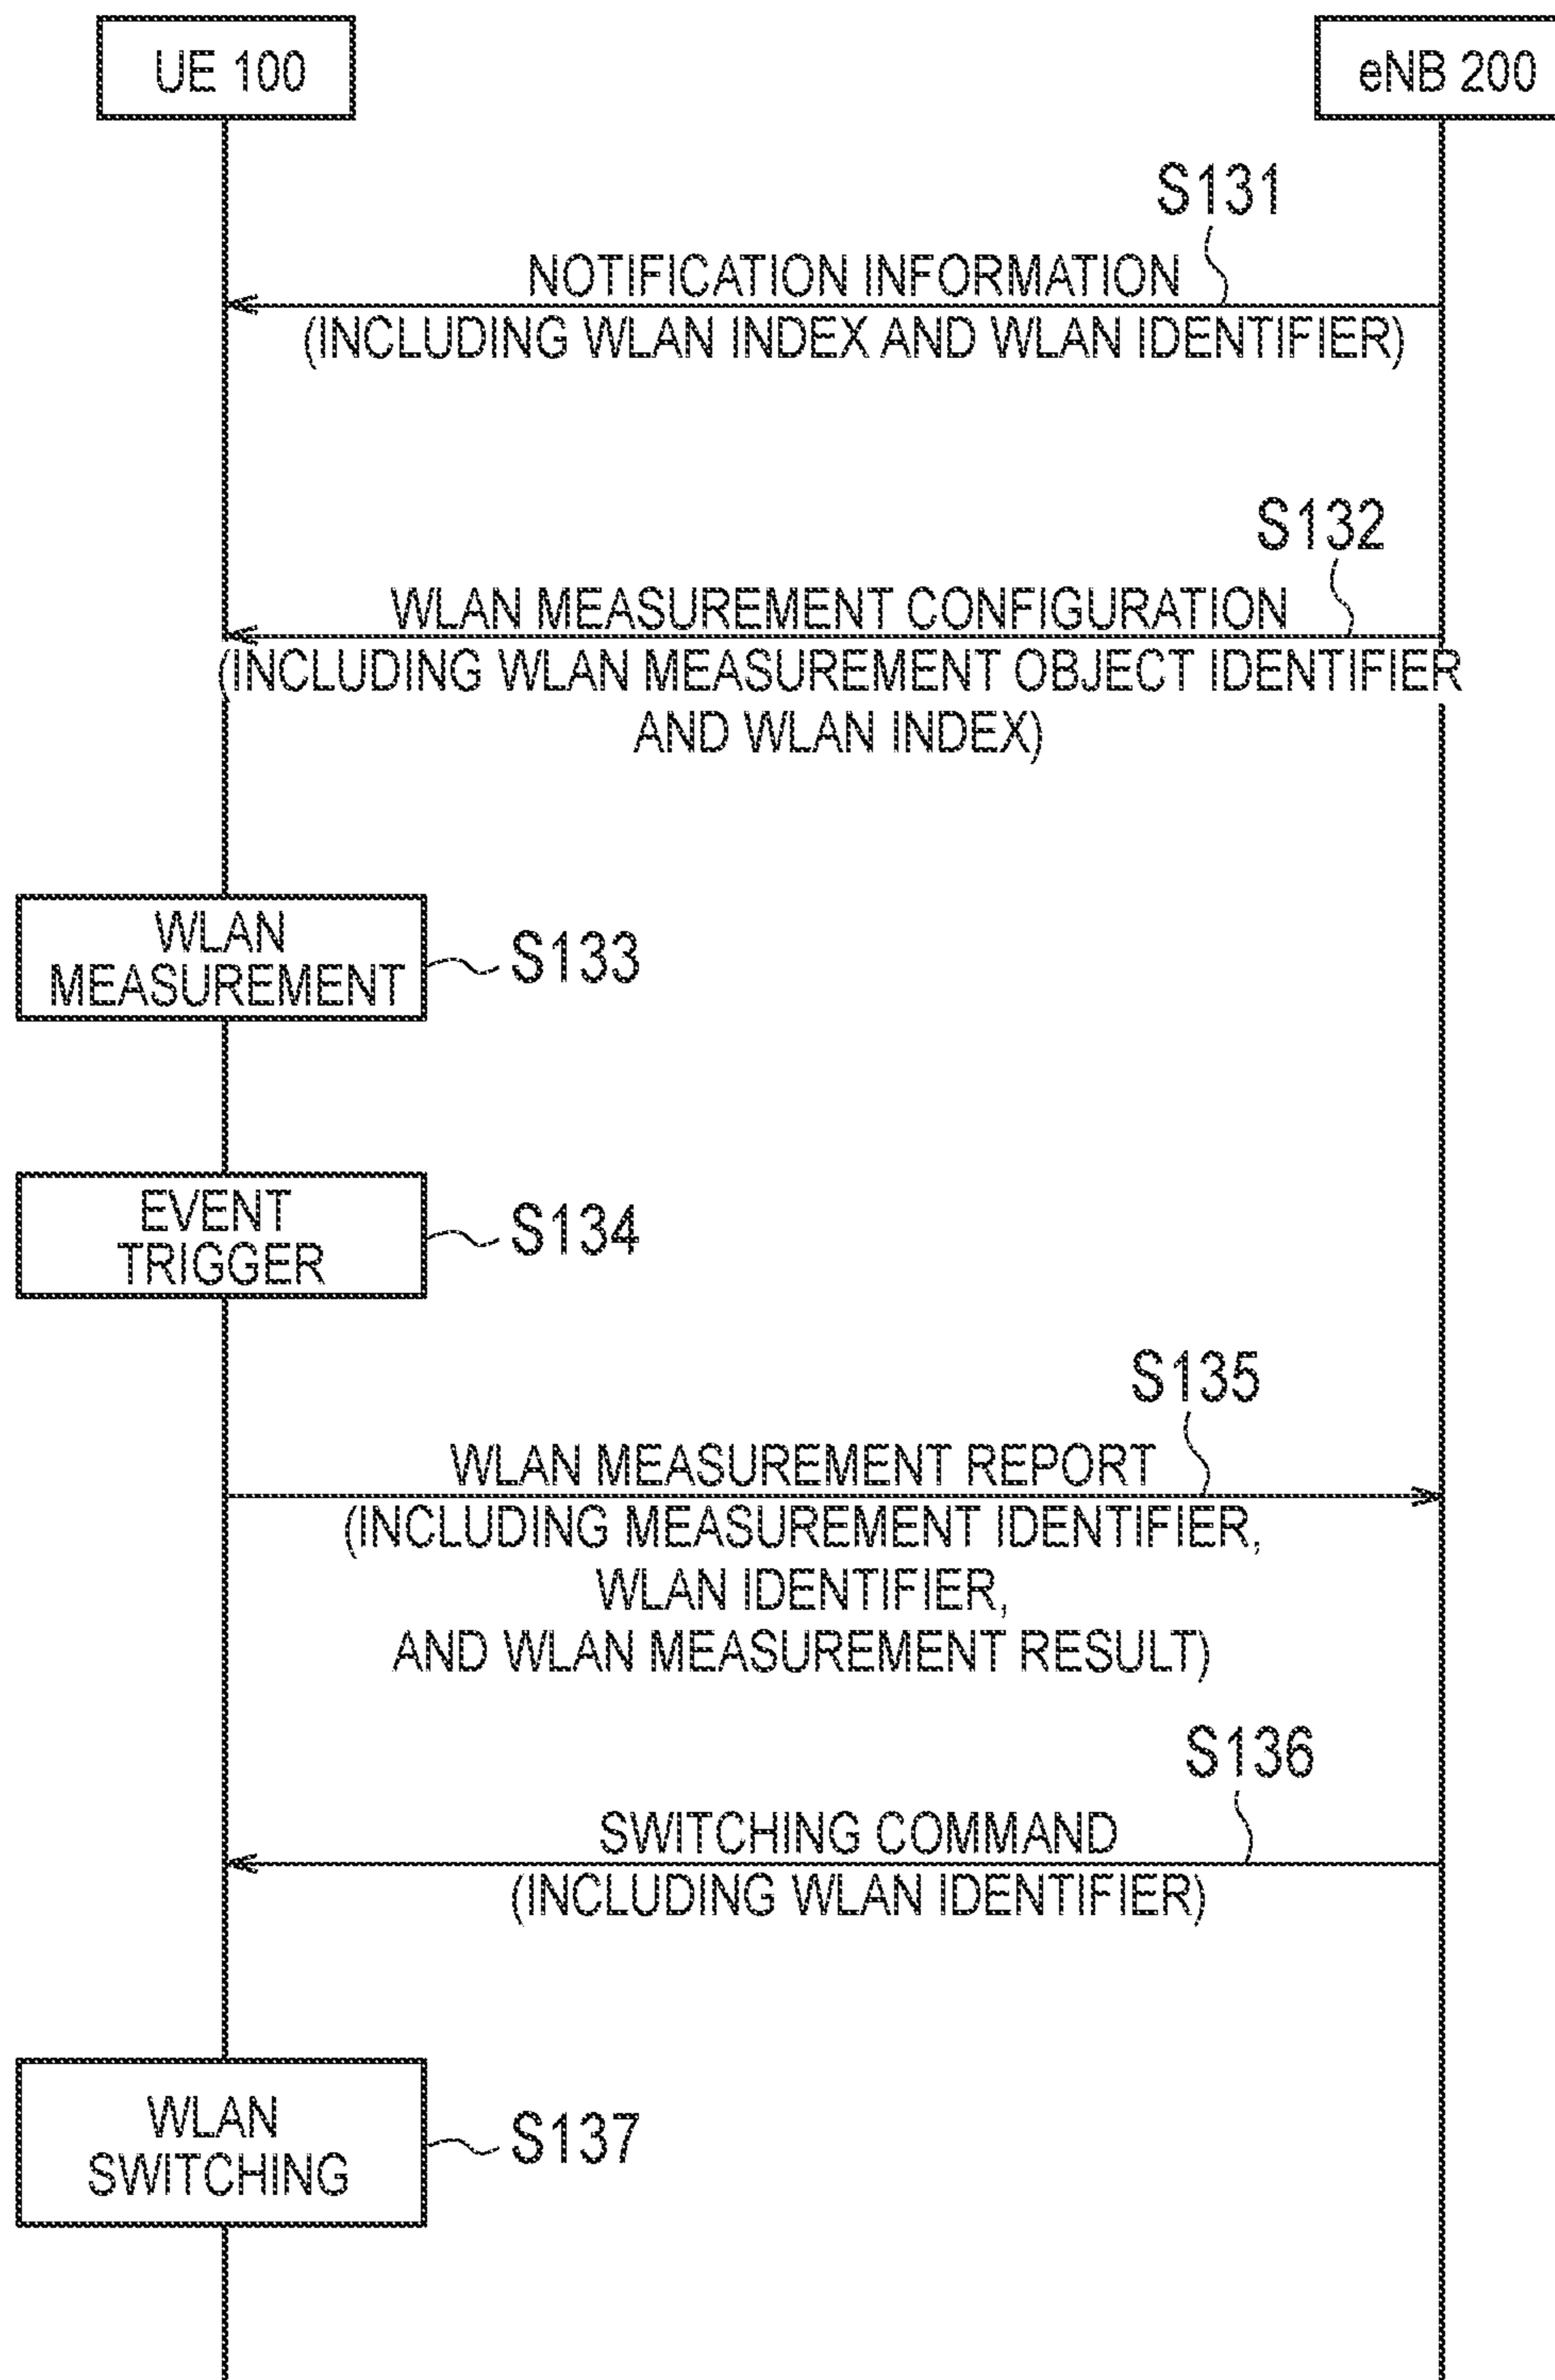 UE 100
eNB 200
S131
NOTIFICATION INFORMATION
(INCLUDING WLAN INDEX AND WLAN IDENTIFIER)
S132
WLAN MEASUREMENT CONFIGURATION
(INCLUDING WLAN MEASUREMENT OBJECT IDENTIFIER
AND WLAN INDEX)
WLAN
MEASUREMENT
S133
EVENT
TRIGGER
S134
S135
WLAN MEASUREMENT REPORT
(INCLUDING MEASUREMENT IDENTIFIER,
WLAN IDENTIFIER,
AND WLAN MEASUREMENT RESULT)
S136
SWITCHING COMMAND
(INCLUDING WLAN IDENTIFIER)
WLAN
SWITCHING
S137